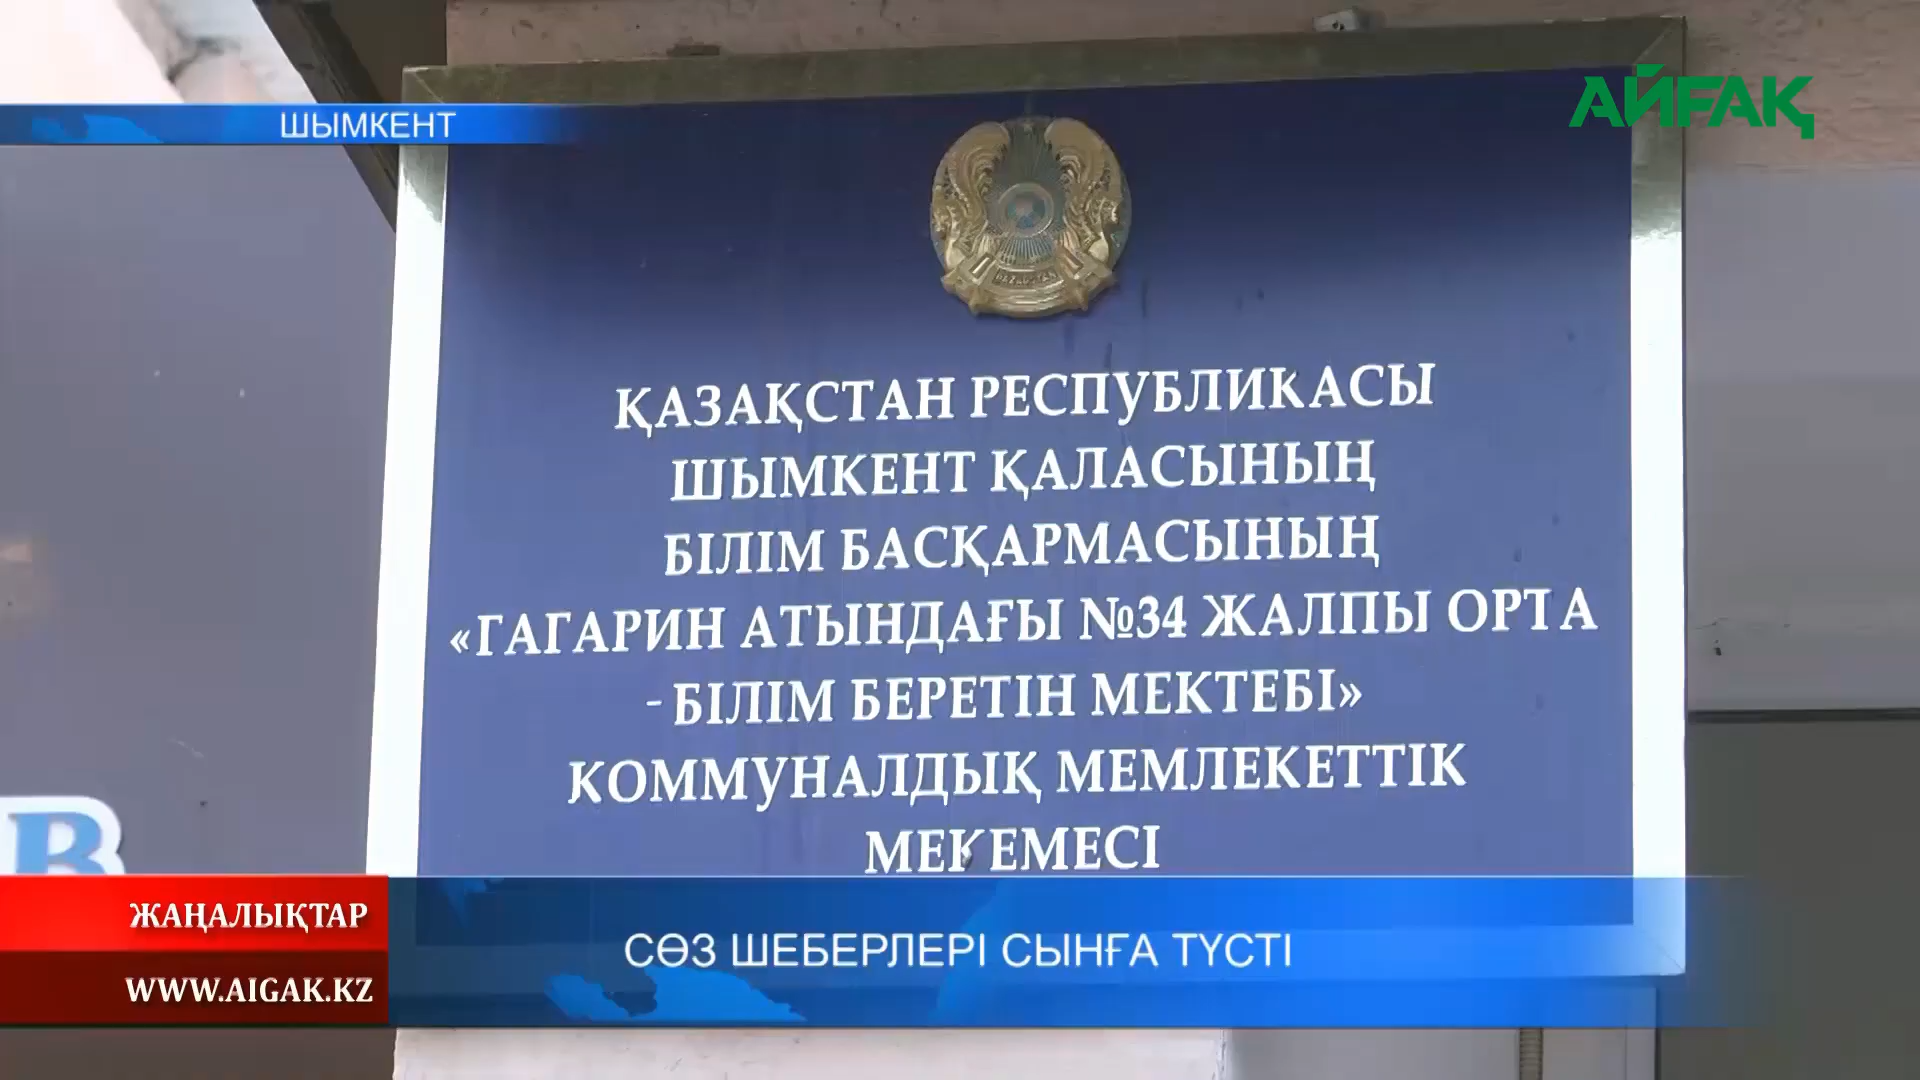 АЙҒАҚ
ШЫМКЕНТ
ҚАЗАҚСТАН РЕСПУБЛИКАСЫ
ШЫМКЕНТ ҚАЛАСЫНЫҢ
БІЛІМ БАСҚАРМАСЫНЫҢ
«ГАГАРИН АТЫНДАҒЫ №34 ЖАЛПЫ ОРТА
- БІЛІМ БЕРЕТІН МЕКТЕБІ»
КОММУНАЛДЫҚ МЕМЛЕКЕТТІК
МЕКЕМЕСІ
В
ЖАҢАЛЫҚТАР
СӨЗ ШЕБЕРЛЕРІ СЫНҒА ТҮСТІ
WWW.AIGAK.KZ